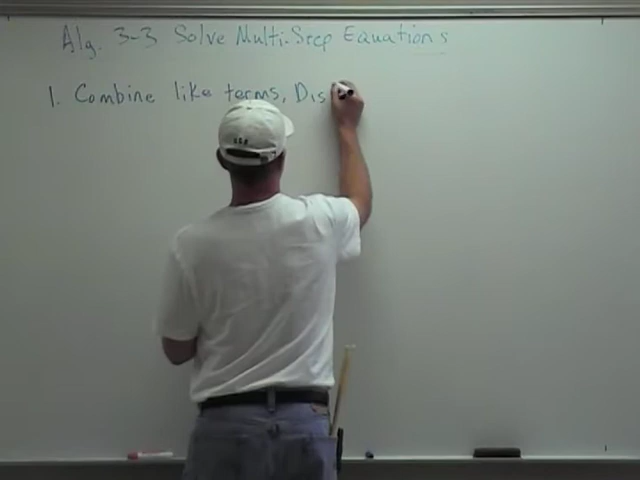 Alg. 3-3 Solve Multi-Step Equations
1. Combine like terms, Dis